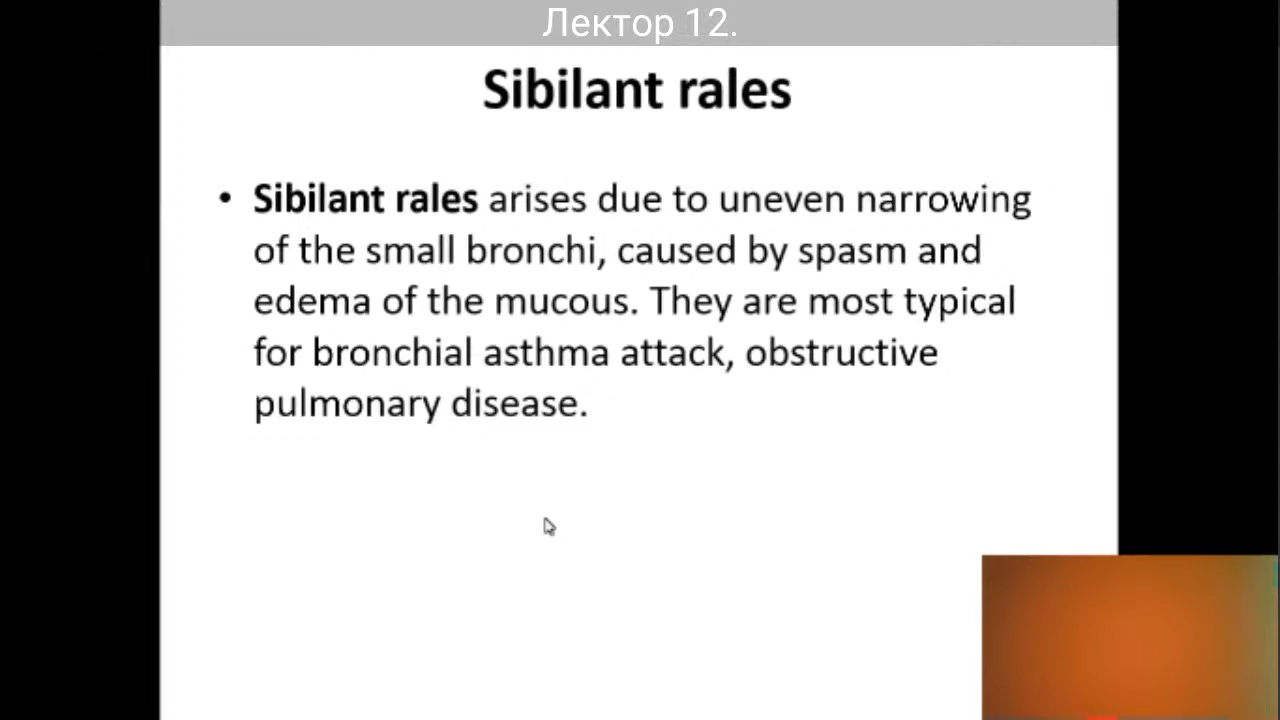 Лектор 12.
Sibilant rales
• Sibilant rales arises due to uneven narrowing
of the small bronchi, caused by spasm and
edema of the mucous. They are most typical
for bronchial asthma attack, obstructive
pulmonary disease.